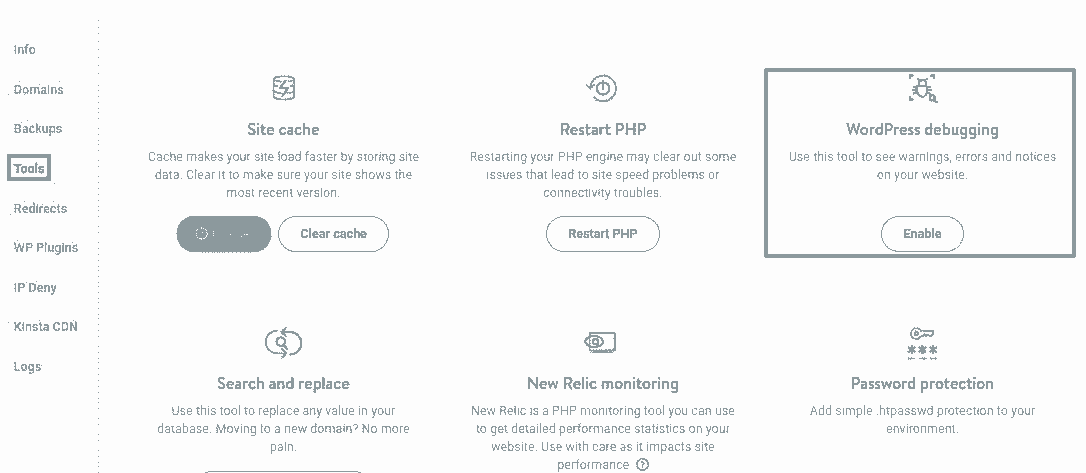 Info
Domains
Backups
Tools
Redirects
WP Plugins
IP Deny
Kinsta CDN
Logs
Site cache
Cache makes your site load faster by storing site
data. Clear it to make sure your site shows the
most recent version.
Clear cache
Restart PHP
Restarting your PHP engine may clear out some
issues that lead to site speed problems or
connectivity troubles.
Restart PHP
WordPress debugging
Use this tool to see warnings, errors and notices
on your website.
Enable
Search and replace
Use this tool to replace any value in your
database. Moving to a new domain? No more
pain.
New Relic monitoring
New Relic is a PHP monitoring tool you can use
to get detailed performance statistics on your
website. Use with care as it impacts site
performance
Password protection
Add simple .htpasswd protection to your
environment.